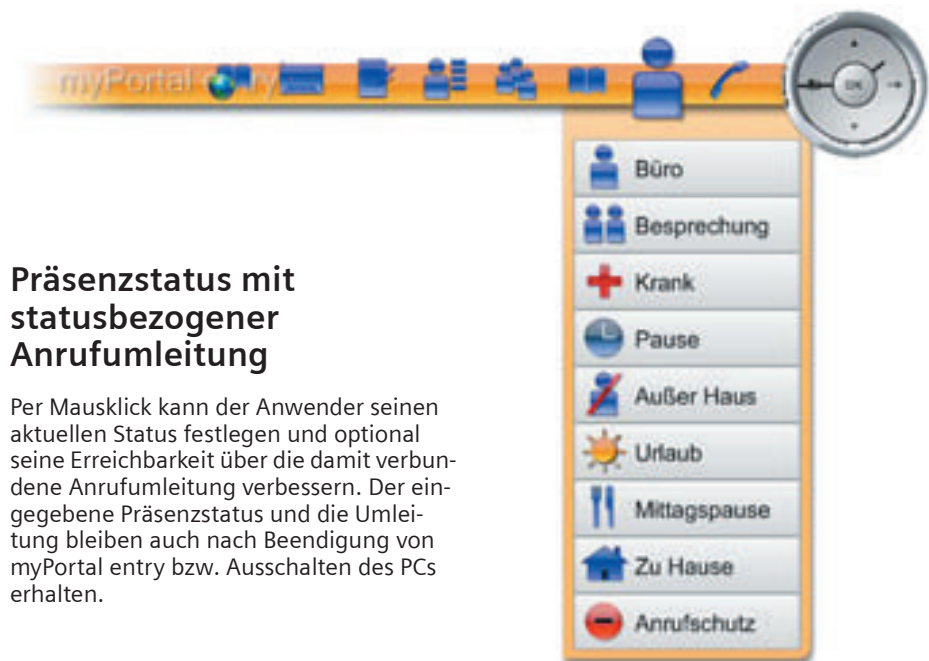 myPortal entry
OK
Büro
Besprechung
Krank
Pause
Außer Haus
Urlaub
Mittagspause
Zu Hause
Anrufschutz
Präsenzstatus mit
statusbezogener
Anrufumleitung
Per Mausklick kann der Anwender seinen
aktuellen Status festlegen und optional
seine Erreichbarkeit über die damit verbun-
dene Anrufumleitung verbessern. Der ein-
gegebene Präsenzstatus und die Umlei-
tung bleiben auch nach Beendigung von
myPortal entry bzw. Ausschalten des PCs
erhalten.